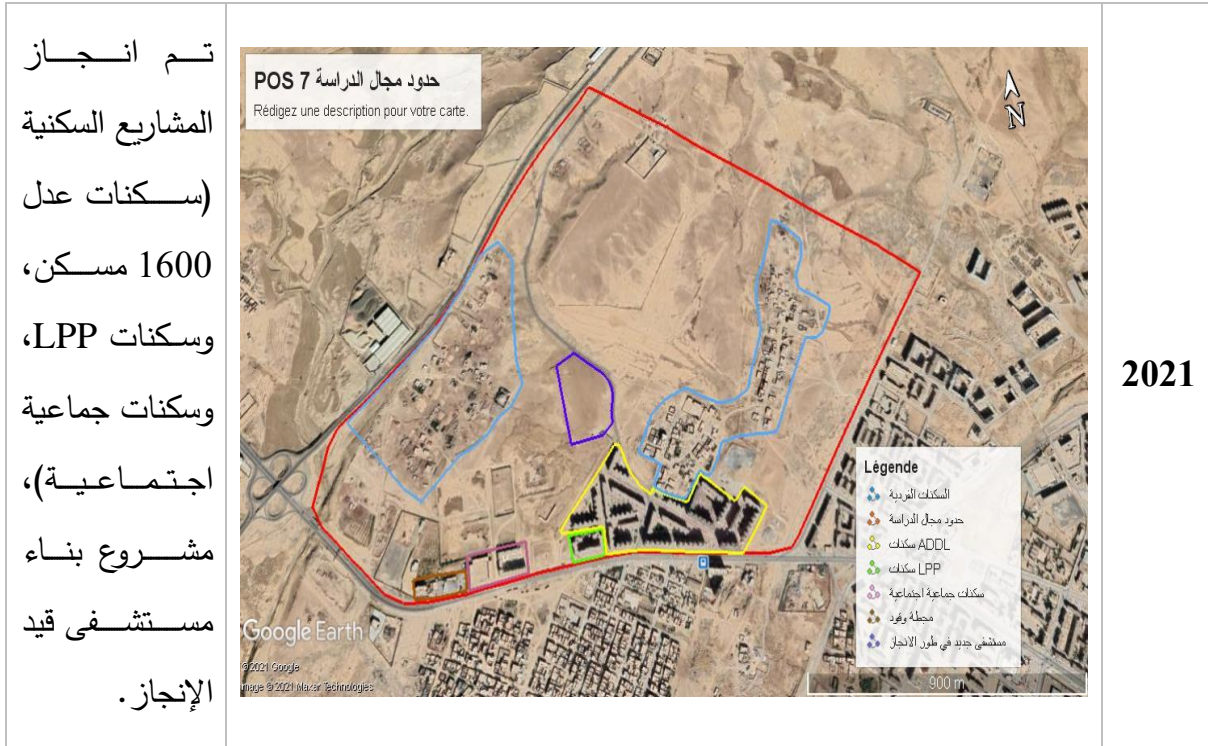 تم انجاز
المشاريع السكنية
(سكنات عدل
1600 مسكن،
وسكنات LPP،
وسكنات جماعية
اجتماعية)،
مشروع بناء
مستشفى قيد
الإنجاز.
حدود مجال الدراسة POS 7
Rédigez une description pour votre carte.
N
Légende
السكنات الفردية
حدود مجال الدراسة
سكنات ADDL
سكنات LPP
سكنات جماعية اجتماعية
محطة وقود
مستشفى جديد في طور الانجاز
Google Earth
© 2021 Google
Image © 2021 Maxar Technologies
900 m
2021